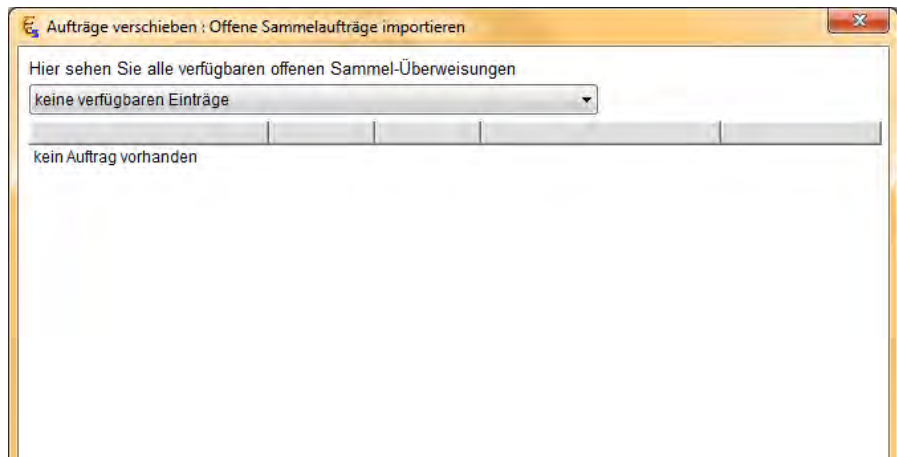 Aufträge verschieben : Offene Sammelaufträge importieren
Hier sehen Sie alle verfügbaren offenen Sammel-Überweisungen
keine verfügbaren Einträge
kein Auftrag vorhanden